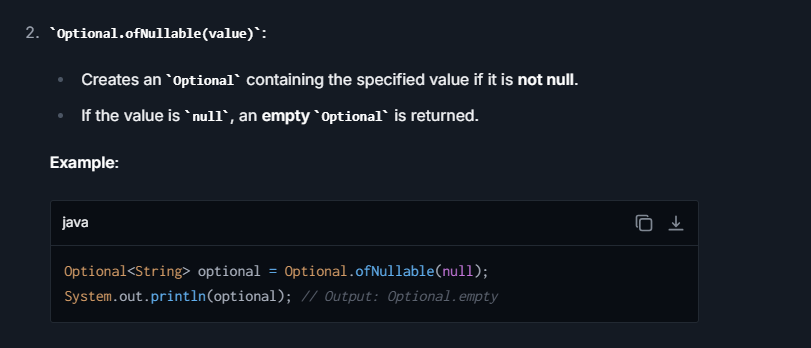 2. `Optional.ofNullable(value)`:
Creates an `Optional` containing the specified value if it is not null.
If the value is `null`, an empty `Optional` is returned.
Example:
java
Optional<String> optional = Optional.ofNullable(null);
System.out.println(optional); // Output: Optional.empty